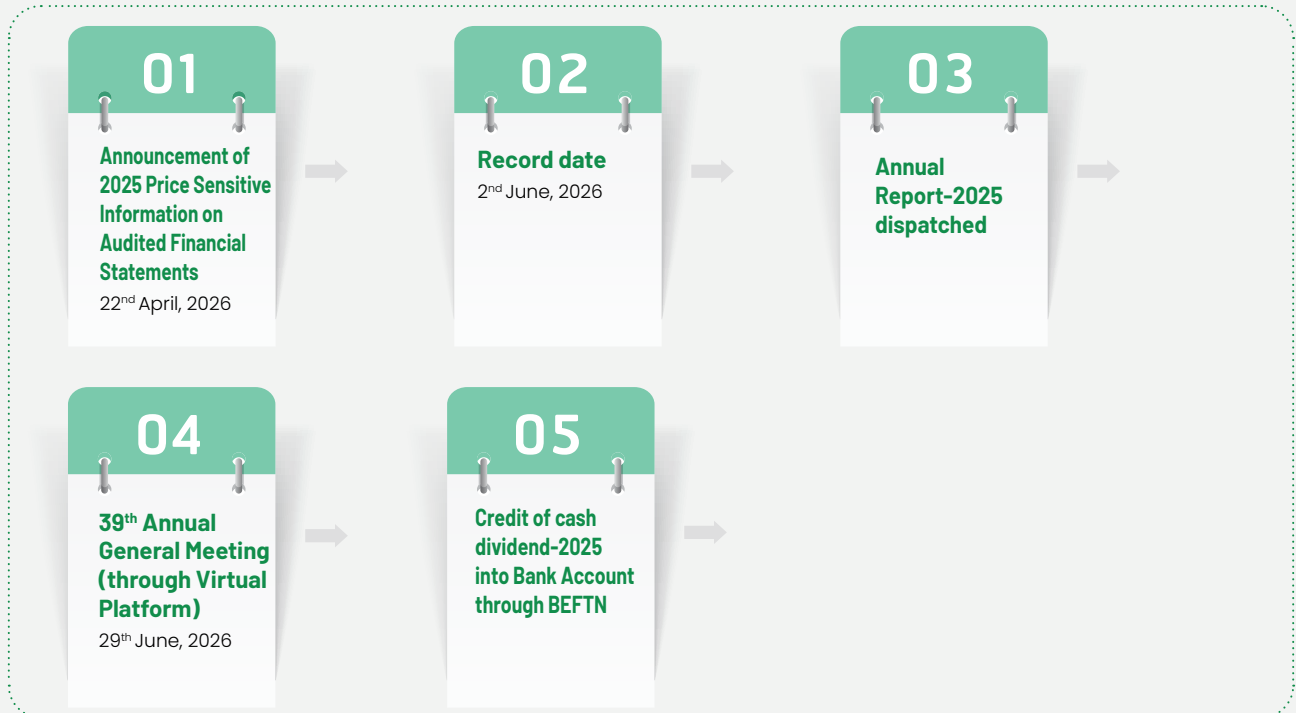 01
Announcement of
2025 Price Sensitive
Information on
Audited Financial
Statements
22nd April, 2026
02
Record date
2nd June, 2026
03
Annual
Report-2025
dispatched
04
39th Annual
General Meeting
(through Virtual
Platform)
29th June, 2026
05
Credit of cash
dividend-2025
into Bank Account
through BEFTN